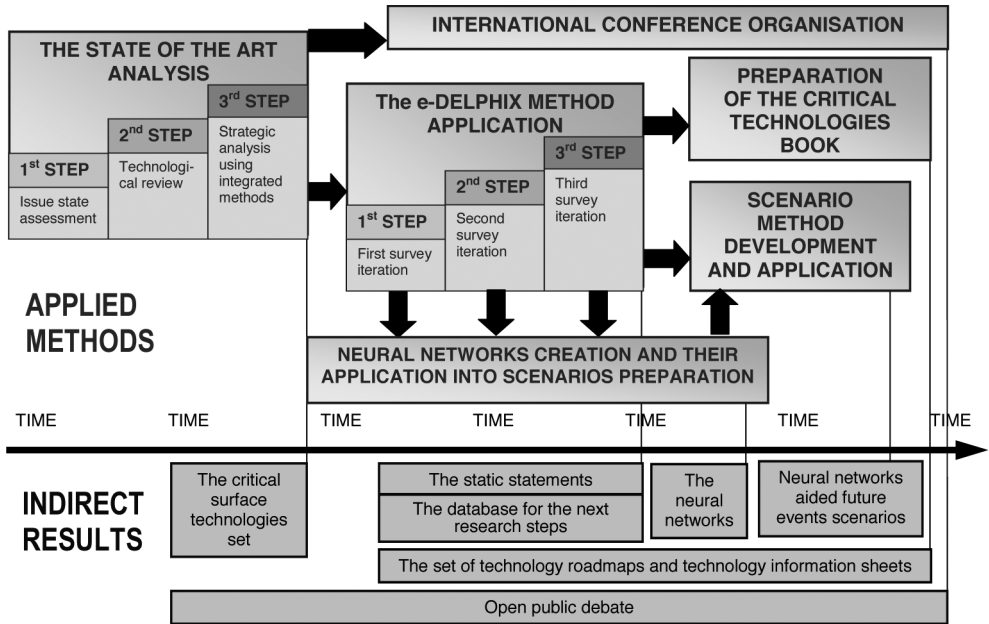 INTERNATIONAL CONFERENCE ORGANISATION
THE STATE OF THE ART
ANALYSIS
3rd STEP
Strategic
analysis
using
integrated
methods
2nd STEP
Technologi-
cal review
1st STEP
Issue state
assessment
The e-DELPHIX METHOD
APPLICATION
3rd STEP
Third
survey
iteration
2nd STEP
Second
survey
iteration
1st STEP
First survey
iteration
PREPARATION
OF THE CRITICAL
TECHNOLOGIES
BOOK
SCENARIO
METHOD
DEVELOPMENT
AND APPLICATION
APPLIED
METHODS
NEURAL NETWORKS CREATION AND THEIR
APPLICATION INTO SCENARIOS PREPARATION
TIME TIME TIME TIME TIME TIME TIME
INDIRECT
RESULTS
The critical
surface
technologies
set
The static statements
The database for the next
research steps
The
neural
networks
Neural networks
aided future
events scenarios
The set of technology roadmaps and technology information sheets
Open public debate